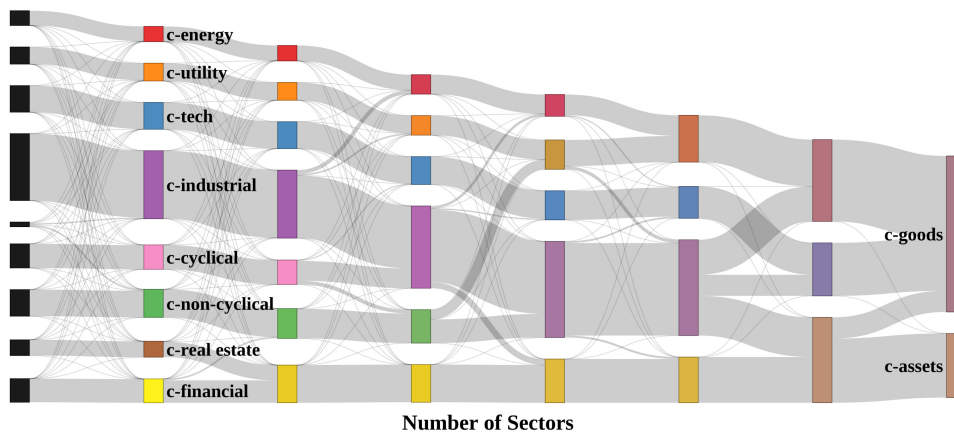 c-energy
c-utility
c-tech
c-industrial
c-cyclical
c-non-cyclical
c-real estate
c-financial
c-goods
c-assets
Number of Sectors